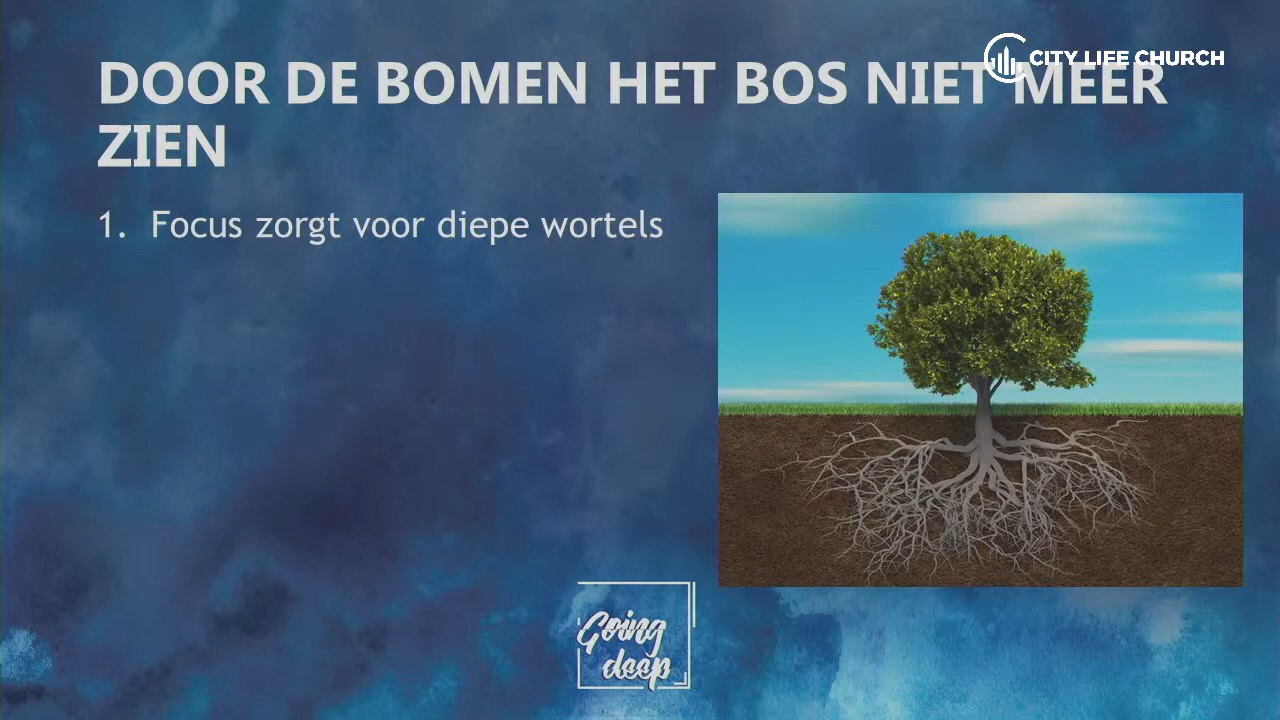 CITY LIFE CHURCH
DOOR DE BOMEN HET BOS NIET MEER
ZIEN
1. Focus zorgt voor diepe wortels
Going
deep